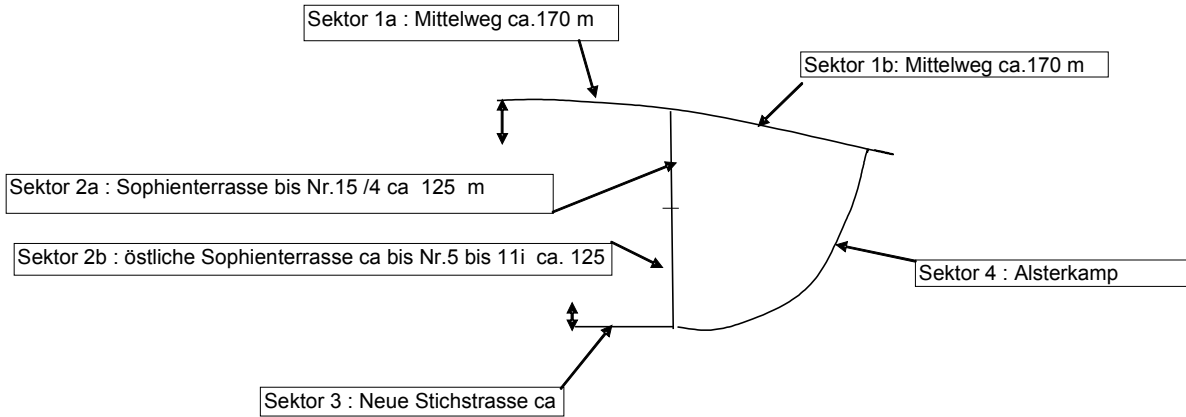 Sektor 1a : Mittelweg ca.170 m
Sektor 1b: Mittelweg ca.170 m
Sektor 2a : Sophienterrasse bis Nr.15 /4 ca 125 m
Sektor 2b : östliche Sophienterrasse ca bis Nr.5 bis 11i ca. 125
Sektor 4 : Alsterkamp
Sektor 3 : Neue Stichstrasse ca